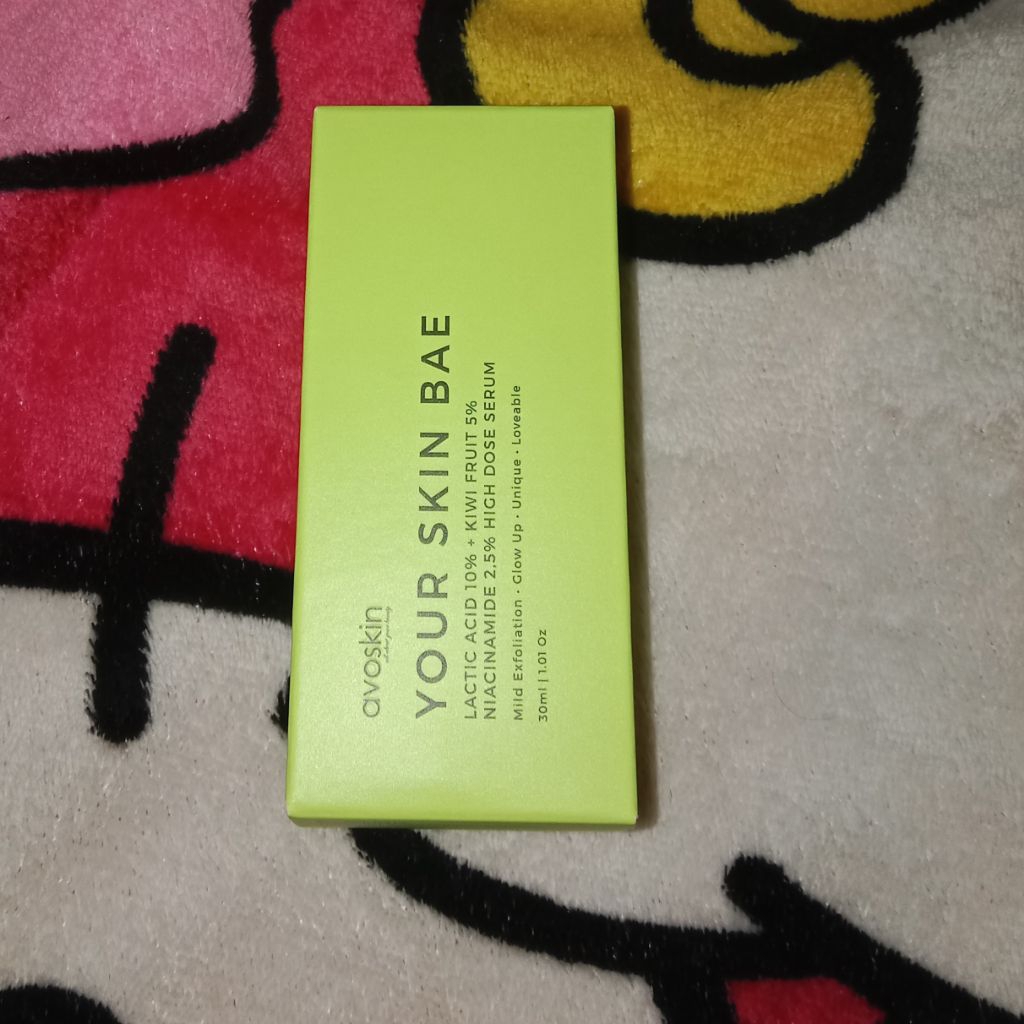 avoskin
YOUR SKIN BAE
LACTIC ACID 10% + KIWI FRUIT 5%
NIACINAMIDE 2,5% HIGH DOSE SERUM
Mild Exfoliation • Glow Up • Unique • Loveable
30ml | 1.01 Oz